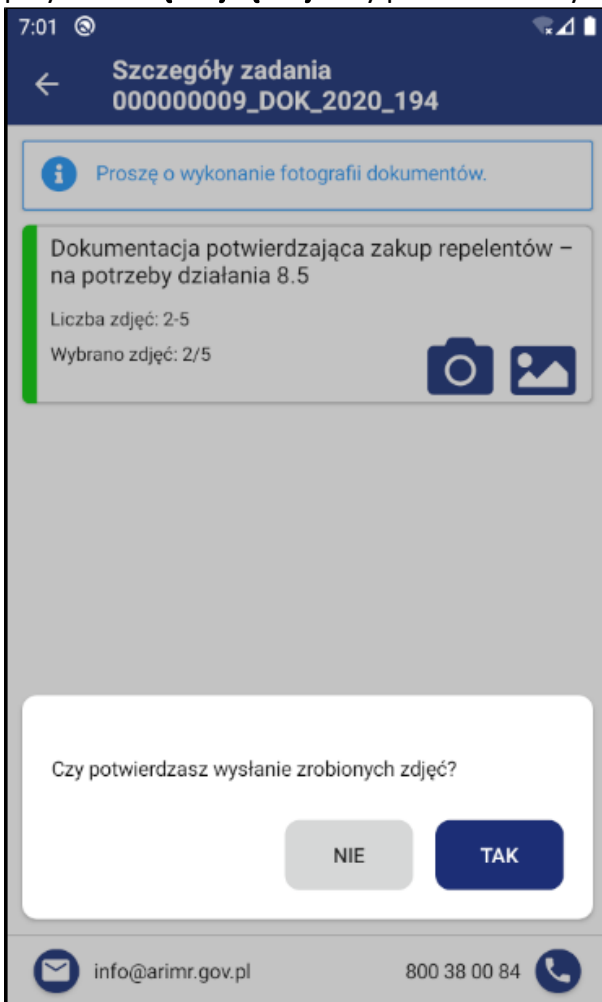 7:01
Szczegóły zadania
000000009_DOK_2020_194
Proszę o wykonanie fotografii dokumentów.
Dokumentacja potwierdzająca zakup repelentów –
na potrzeby działania 8.5
Liczba zdjęć: 2-5
Wybrano zdjęć: 2/5
Czy potwierdzasz wysłanie zrobionych zdjęć?
NIE
TAK
info@arimr.gov.pl
800 38 00 84